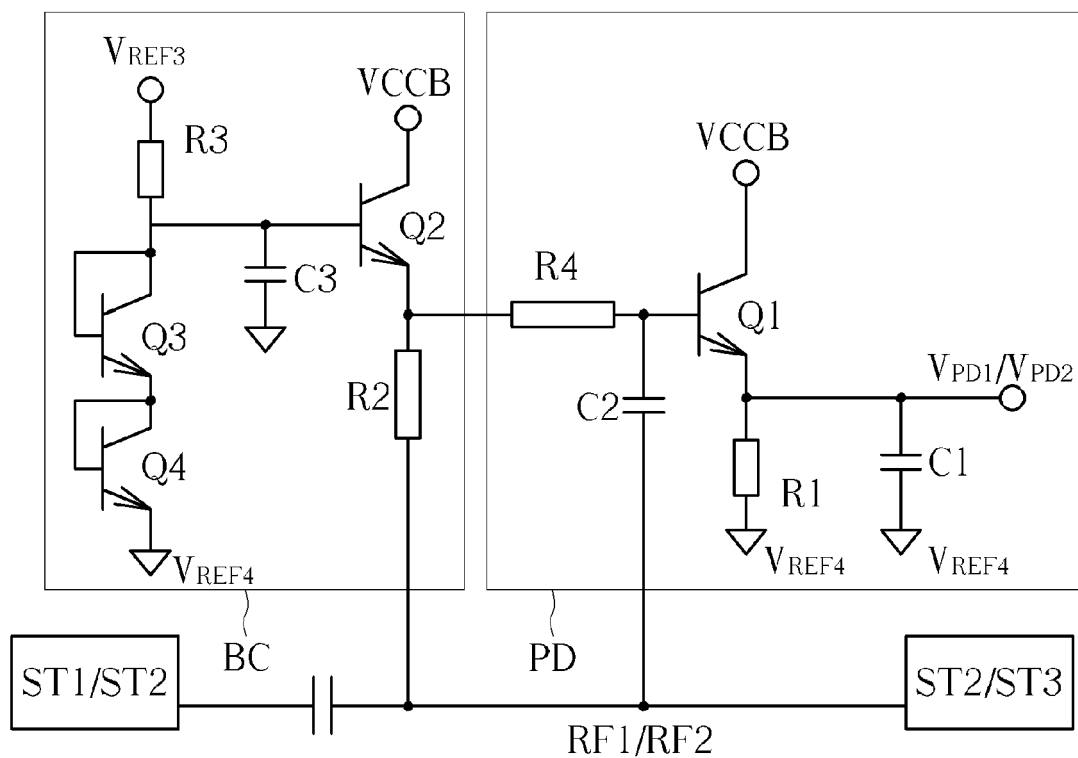 VREF3
R3
VCCB
Q2
C3
Q3
Q4
VREF4
R2
BC
VCCB
R4
Q1
C2
VPD1/VPD2
R1
C1
VREF4
VREF4
PD
ST1/ST2
RF1/RF2
ST2/ST3